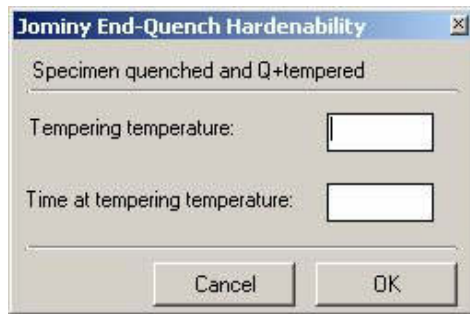 Jominy End-Quench Hardenability
Specimen quenched and Q+tempered
Tempering temperature:
Time at tempering temperature:
Cancel OK